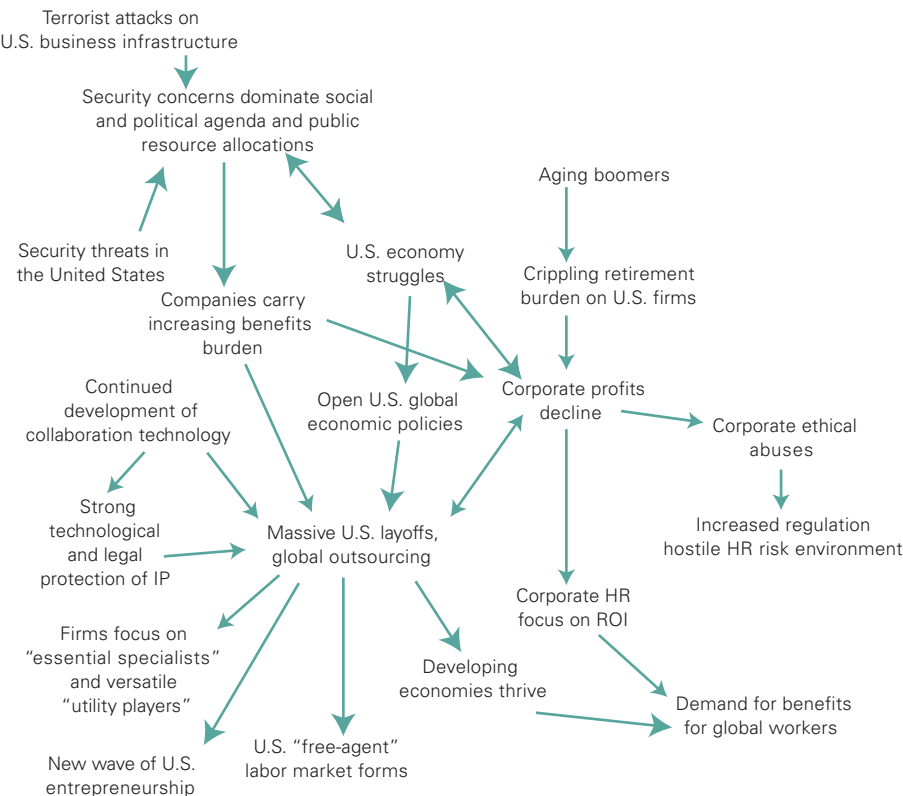 Terrorist attacks on
U.S. business infrastructure
Security concerns dominate social
and political agenda and public
resource allocations
Aging boomers
Security threats in
the United States
U.S. economy
struggles
Crippling retirement
burden on U.S. firms
Companies carry
increasing benefits
burden
Continued
development of
collaboration technology
Open U.S. global
economic policies
Corporate profits
decline
Corporate ethical
abuses
Strong
technological
and legal
protection of IP
Massive U.S. layoffs,
global outsourcing
Increased regulation
hostile HR risk environment
Corporate HR
focus on ROI
Firms focus on
“essential specialists”
and versatile
“utility players”
Developing
economies thrive
Demand for benefits
for global workers
New wave of U.S.
entrepreneurship
U.S. “free-agent”
labor market forms